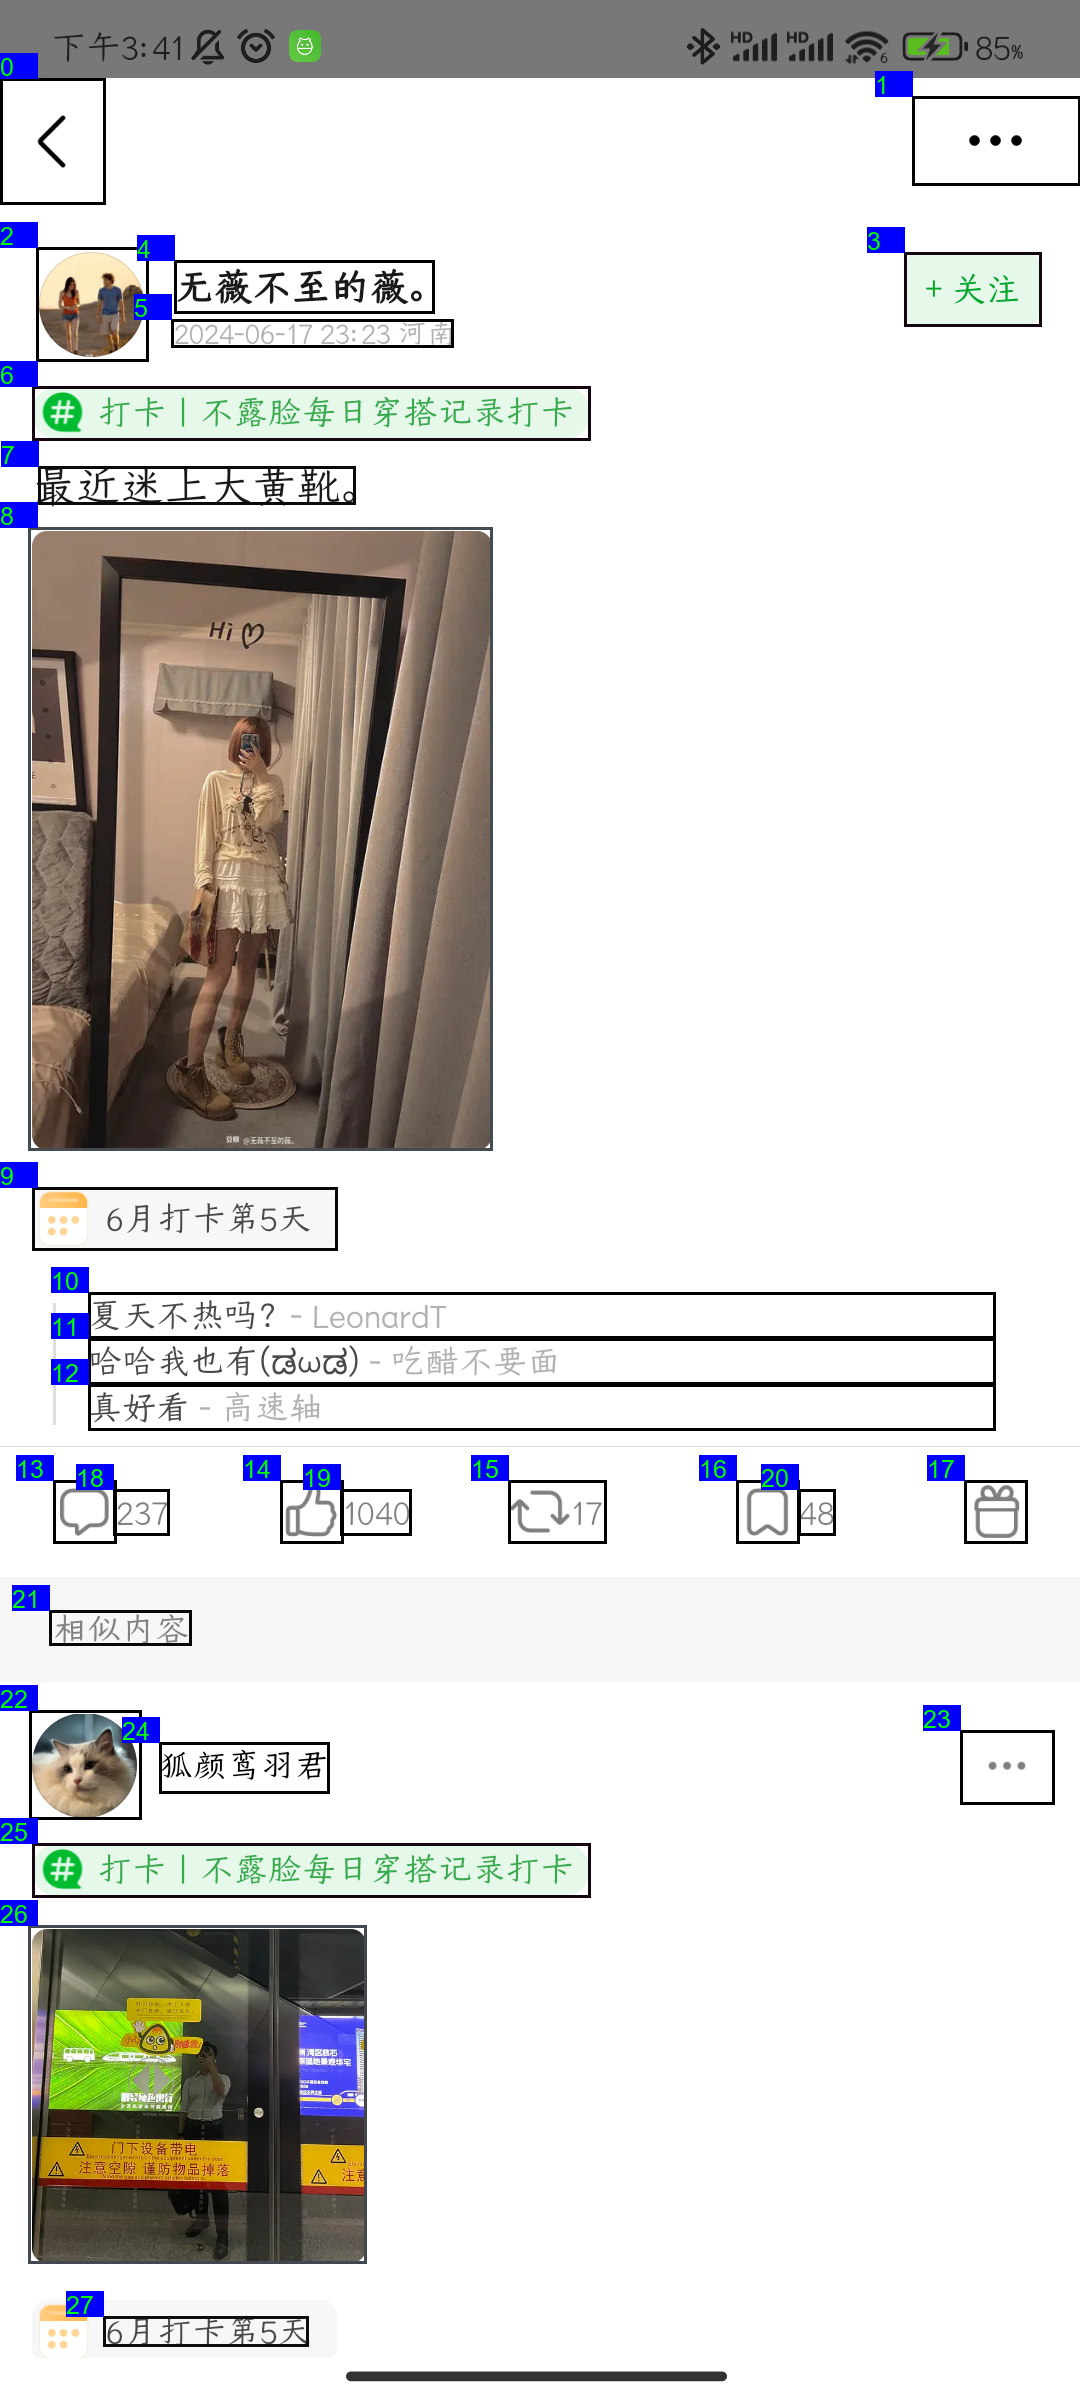 下午3:41
HD HD 6 85%
0
1
2
4
无薇不至的薇。
3
+ 关注
5
2024-06-17 23:23 河南
6
打卡丨不露脸每日穿搭记录打卡
7
最近迷上大黄靴。
8
Hi
豆瓣 @无薇不至的薇。
9
6月打卡第5天
10
夏天不热吗? - LeonardT
11
哈哈我也有(ಡωಡ) - 吃醋不要面
12
真好看 - 高速轴
13 18 14 19 15 16 20 17
237 1040 17 48
21
相似内容
22
24
狐颜鸾羽君
23
25
打卡丨不露脸每日穿搭记录打卡
26
门下设备带电
注意空隙 谨防物品掉落
注意
27
6月打卡第5天